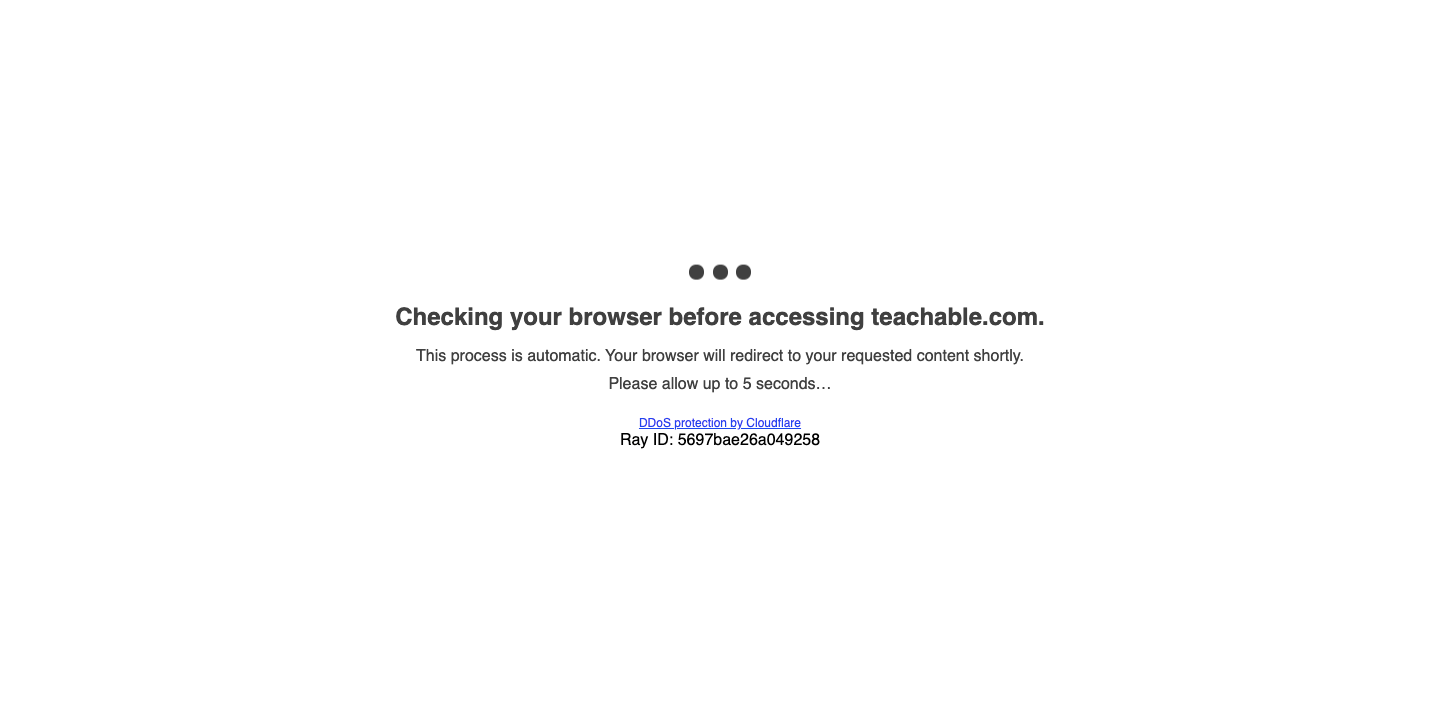 Checking your browser before accessing teachable.com.
This process is automatic. Your browser will redirect to your requested content shortly.
Please allow up to 5 seconds…
DDoS protection by Cloudflare
Ray ID: 5697bae26a049258